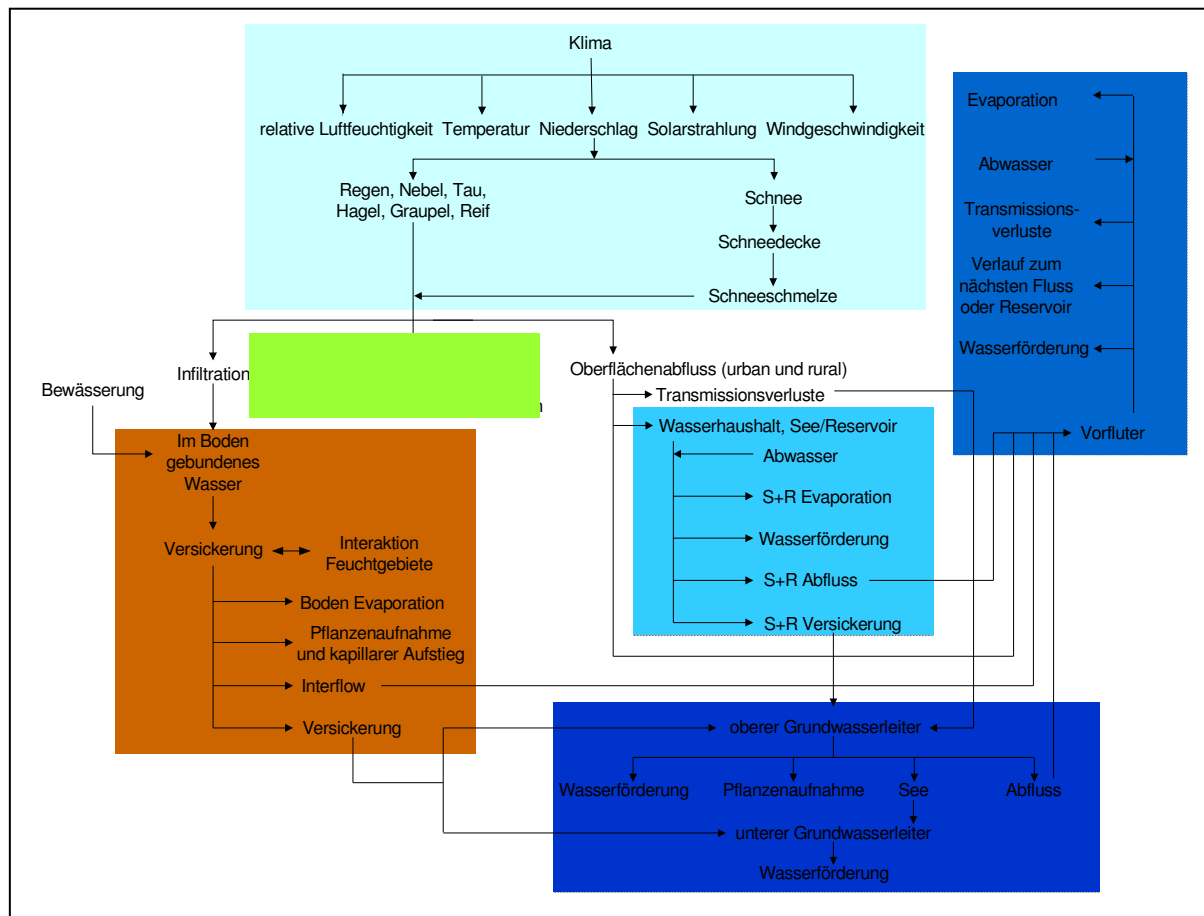 Klima
relative Luftfeuchtigkeit
Temperatur
Niederschlag
Solarstrahlung
Windgeschwindigkeit
Regen, Nebel, Tau,
Hagel, Graupel, Reif
Schnee
Schneedecke
Schneeschmelze
Evaporation
Abwasser
Transmissions-
verluste
Verlauf zum
nächsten Fluss
oder Reservoir
Wasserförderung
Vorfluter
Infiltration
Bewässerung
Oberflächenabfluss (urban und rural)
Transmissionsverluste
Wasserhaushalt, See/Reservoir
Abwasser
S+R Evaporation
Wasserförderung
S+R Abfluss
S+R Versickerung
Im Boden
gebundenes
Wasser
Versickerung
Interaktion
Feuchtgebiete
Boden Evaporation
Pflanzenaufnahme
und kapillarer Aufstieg
Interflow
Versickerung
oberer Grundwasserleiter
Wasserförderung
Pflanzenaufnahme
See
Abfluss
unterer Grundwasserleiter
Wasserförderung